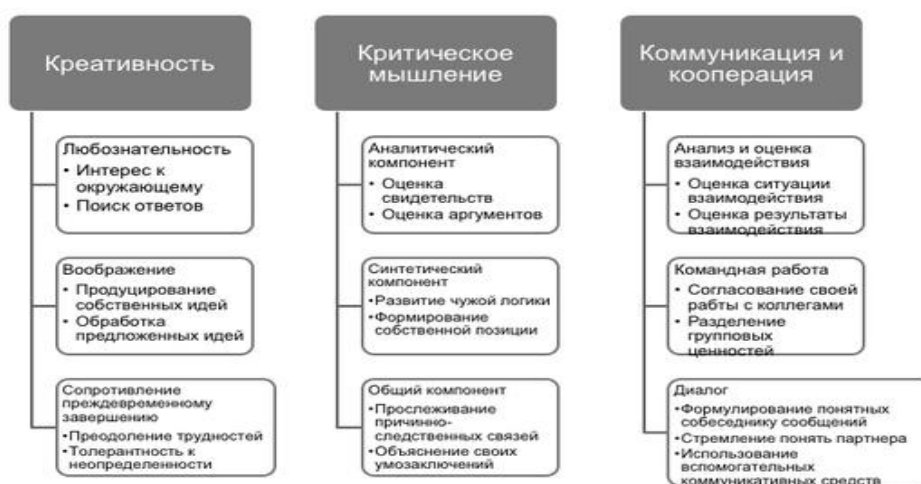 Креативность
Любознательность
• Интерес к
окружающему
• Поиск ответов
Воображение
• Продуцирование
собственных идей
• Обработка
предложенных идей
Сопротивление
преждевременному
завершению
•Преодоление трудностей
•Толерантность к
неопределенности
Критическое
мышление
Аналитический
компонент
• Оценка
свидетельств
• Оценка аргументов
Синтетический
компонент
•Развитие чужой логики
•Формирование
собственной позиции
Общий компонент
•Прослеживание
причинно-
следственных связей
•Объяснение своих
умозаключений
Коммуникация и
кооперация
Анализ и оценка
взаимодействия
• Оценка ситуации
взаимодействия
• Оценка результаты
взаимодействия
Командная работа
• Согласование своей
рабты с коллегами
• Разделение
групповых
ценностей
Диалог
•Формулирование понятных
собеседнику сообщений
•Стремление понять партнера
•Использование
вспомогательных
коммуникативных средств